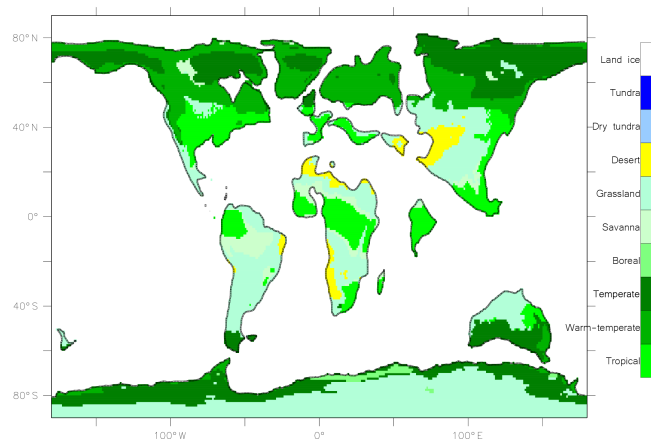 80°N
40°N
0°
40°S
80°S
100°W 0° 100°E
Land ice
Tundra
Dry tundra
Desert
Grassland
Savanna
Boreal
Temperate
Warm-temperate
Tropical